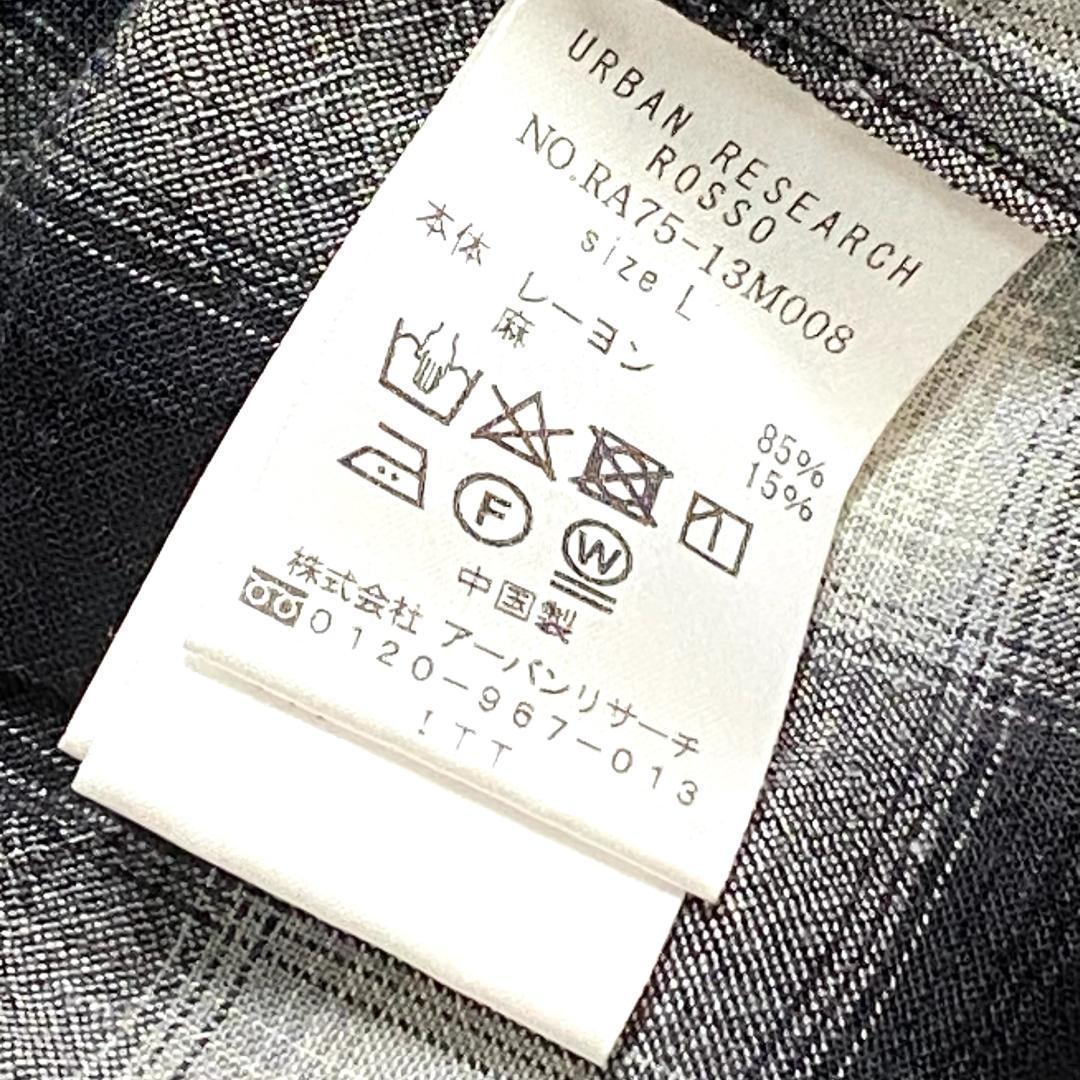 URBAN RESEARCH
ROSSO
NO.RA75-13M008
size L
本体 レーヨン 85%
麻 15%
F W
中国製
株式会社 アーバンリサーチ
0120-967-013
! TT